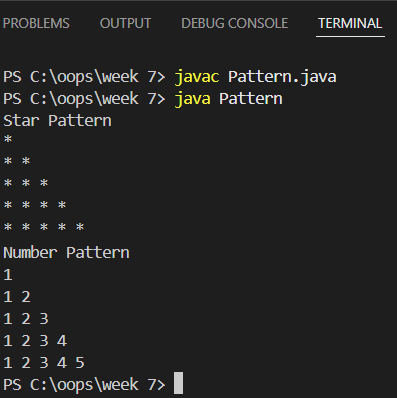 PROBLEMS OUTPUT DEBUG CONSOLE TERMINAL
PS C:\oops\week 7> javac Pattern.java
PS C:\oops\week 7> java Pattern
Star Pattern
*
* *
* * *
* * * *
* * * * *
Number Pattern
1
1 2
1 2 3
1 2 3 4
1 2 3 4 5
PS C:\oops\week 7>